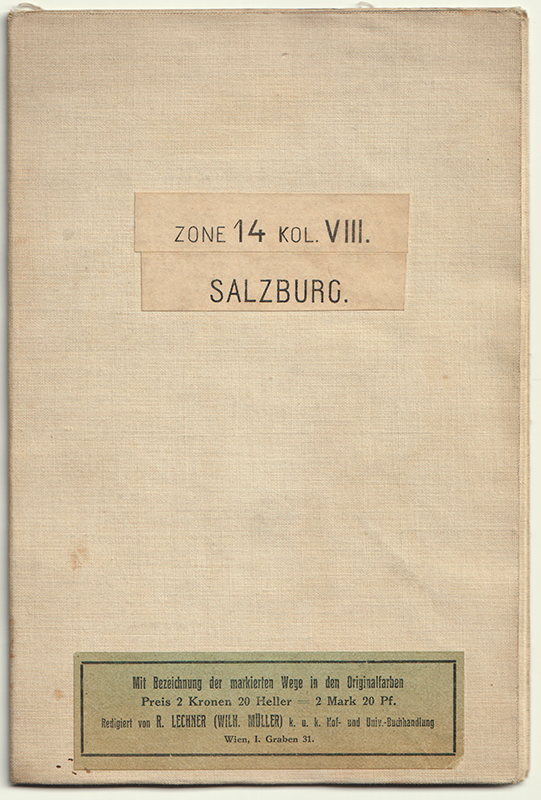 ZONE 14 KOL. VIII.
SALZBURG.
Mit Bezeichnung der markierten Wege in den Originalfarben
Preis 2 Kronen 20 Heller = 2 Mark 20 Pf.
Redigiert von R. LECHNER (WILH. MÜLLER) k. u. k. Hof- und Univ.-Buchhandlung
Wien, I. Graben 31.